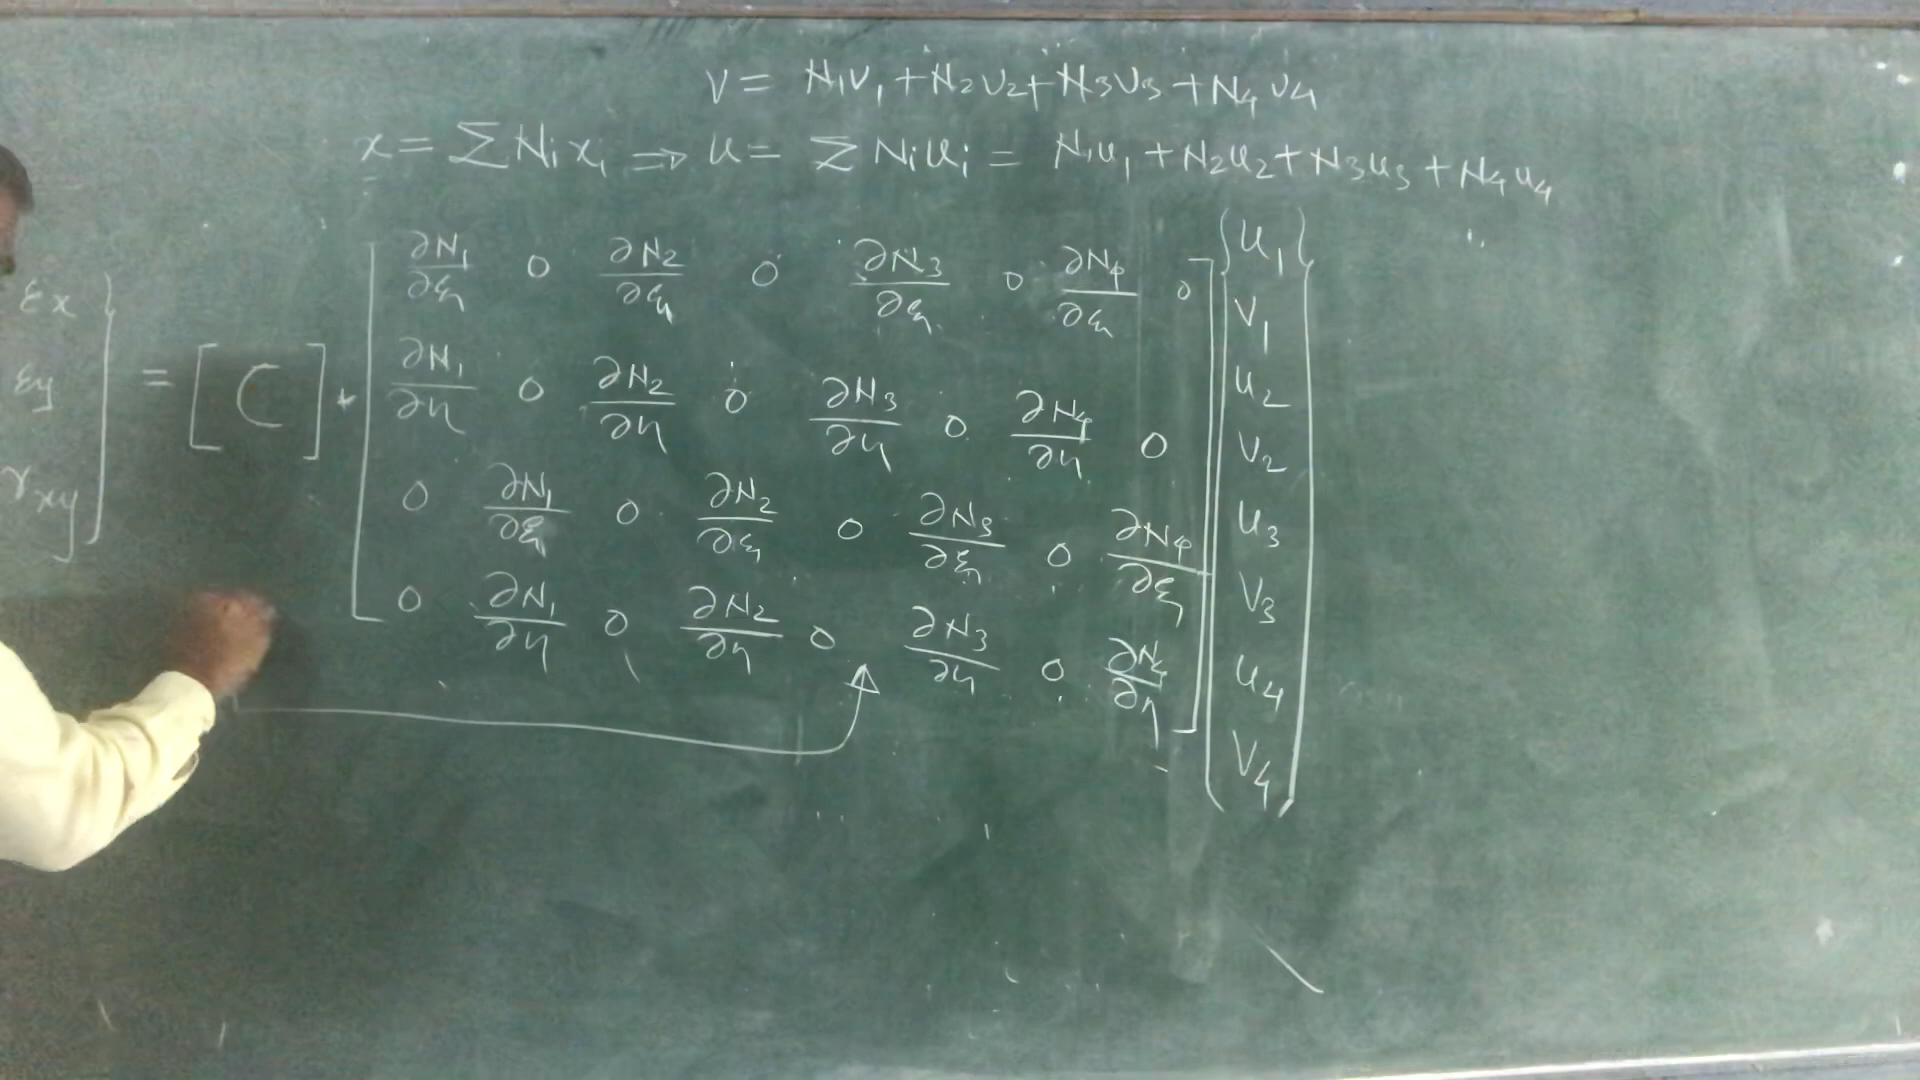 v = N₁v₁ + N₂v₂ + N₃v₃ + N₄v₄
x = ΣNᵢxᵢ ⇒ u = ΣNᵢuᵢ = N₁u₁ + N₂u₂ + N₃u₃ + N₄u₄
∂N₁/∂ξ 0 ∂N₂/∂ξ 0 ∂N₃/∂ξ 0 ∂N₄/∂ξ 0
∂N₁/∂η 0 ∂N₂/∂η 0 ∂N₃/∂η 0 ∂N₄/∂η 0
0 ∂N₁/∂ξ 0 ∂N₂/∂ξ 0 ∂N₃/∂ξ 0 ∂N₄/∂ξ
0 ∂N₁/∂η 0 ∂N₂/∂η 0 ∂N₃/∂η 0 ∂N₄/∂η
εx
εy
γxy
= [C] *
u₁
v₁
u₂
v₂
u₃
v₃
u₄
v₄